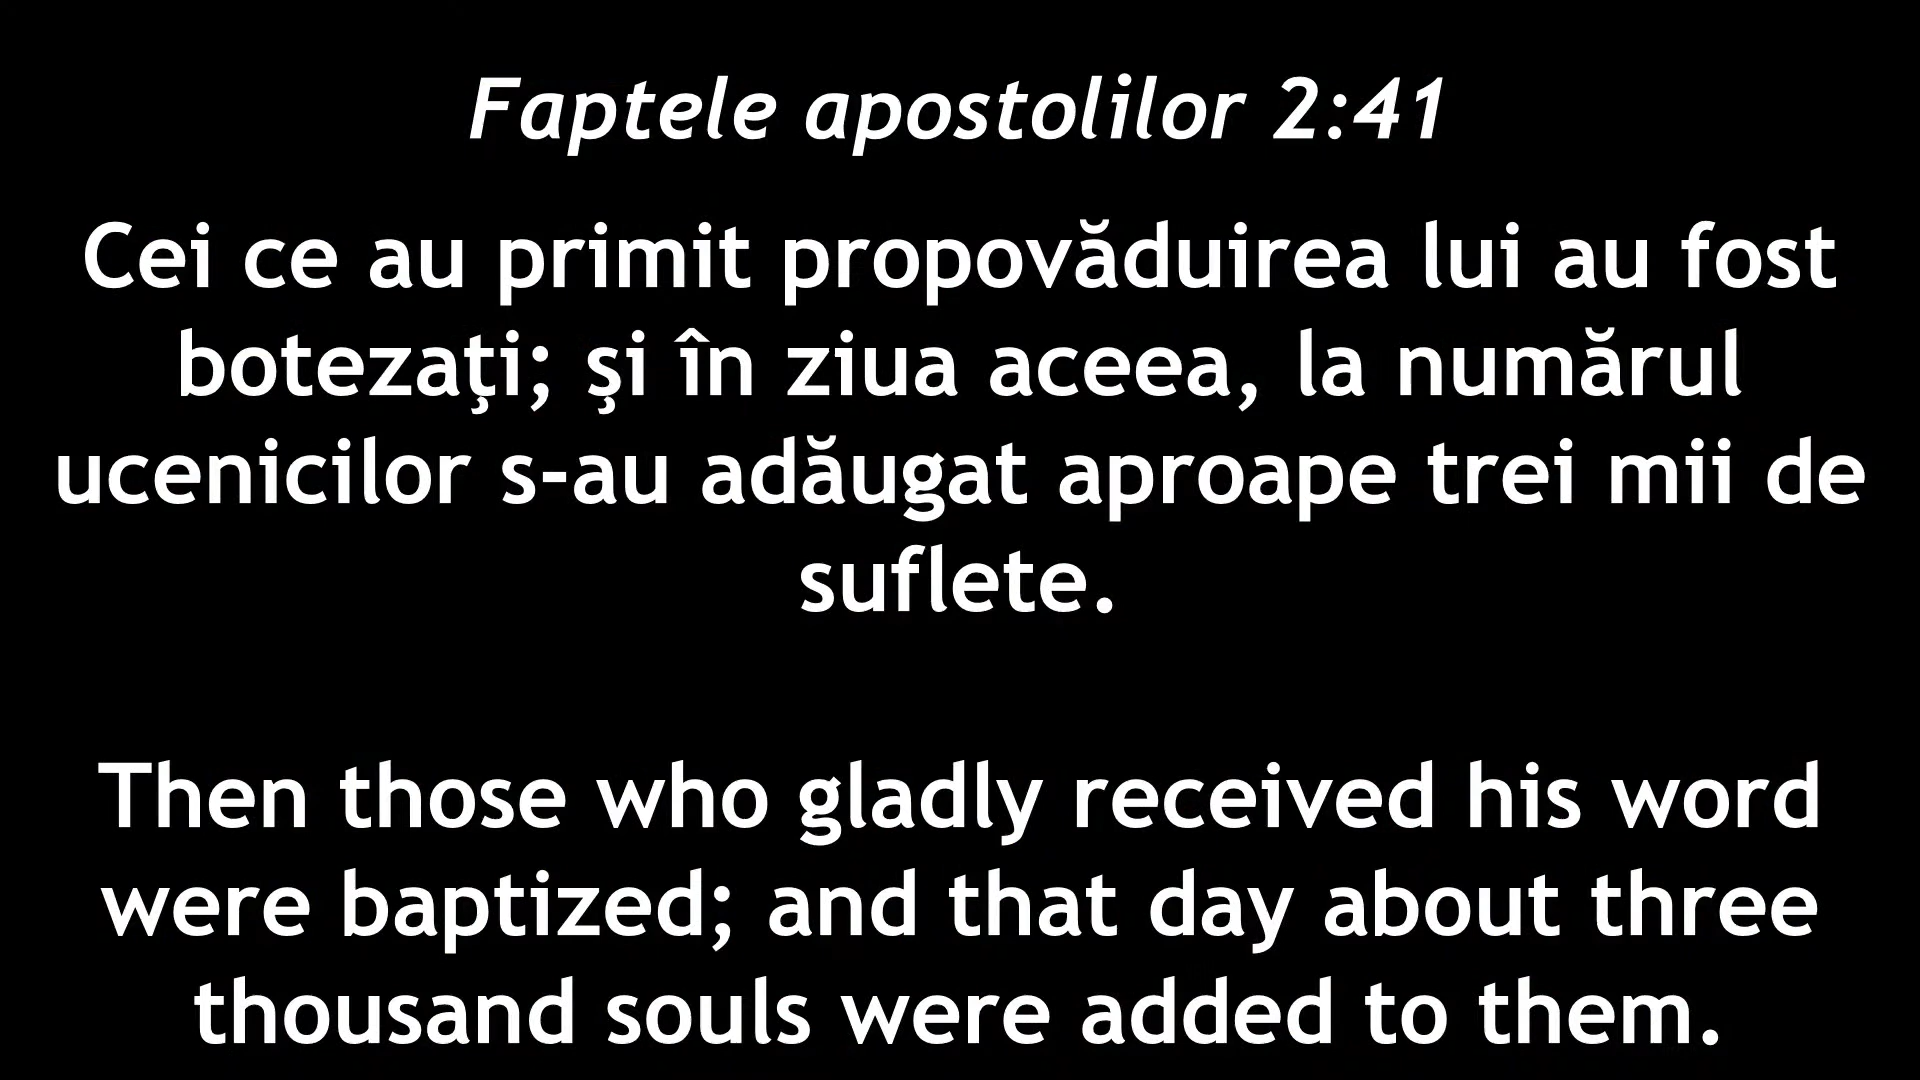 Faptele apostolilor 2:41
Cei ce au primit propovăduirea lui au fost
botezaţi; şi în ziua aceea, la numărul
ucenicilor s-au adăugat aproape trei mii de
suflete.
Then those who gladly received his word
were baptized; and that day about three
thousand souls were added to them.